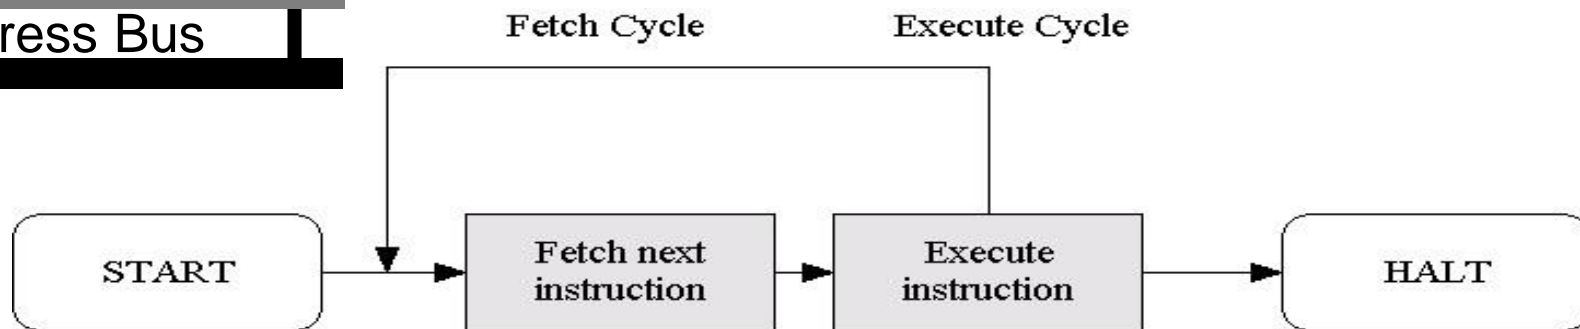 ress Bus
Fetch Cycle
Execute Cycle
START
Fetch next
instruction
Execute
instruction
HALT